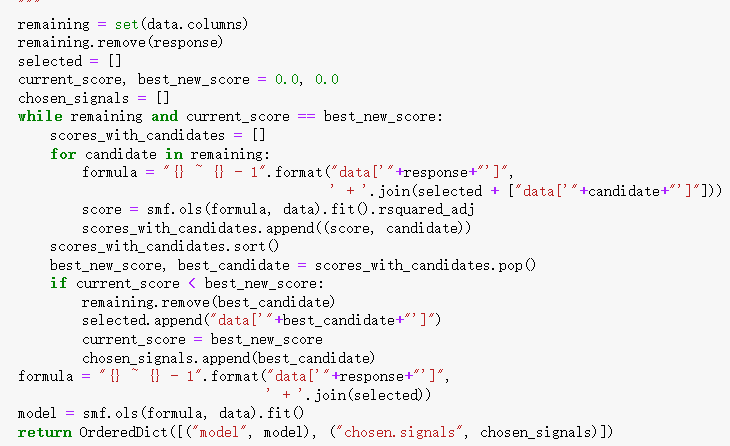 """
remaining = set(data.columns)
remaining.remove(response)
selected = []
current_score, best_new_score = 0.0, 0.0
chosen_signals = []
while remaining and current_score == best_new_score:
    scores_with_candidates = []
    for candidate in remaining:
        formula = "{} ~ {} - 1".format("data['"+response+"']",
                                       ' + '.join(selected + ["data['"+candidate+"']"]))
        score = smf.ols(formula, data).fit().rsquared_adj
        scores_with_candidates.append((score, candidate))
    scores_with_candidates.sort()
    best_new_score, best_candidate = scores_with_candidates.pop()
    if current_score < best_new_score:
        remaining.remove(best_candidate)
        selected.append("data['"+best_candidate+"']")
        current_score = best_new_score
        chosen_signals.append(best_candidate)
formula = "{} ~ {} - 1".format("data['"+response+"']",
                               ' + '.join(selected))
model = smf.ols(formula, data).fit()
return OrderedDict([("model", model), ("chosen.signals", chosen_signals)])